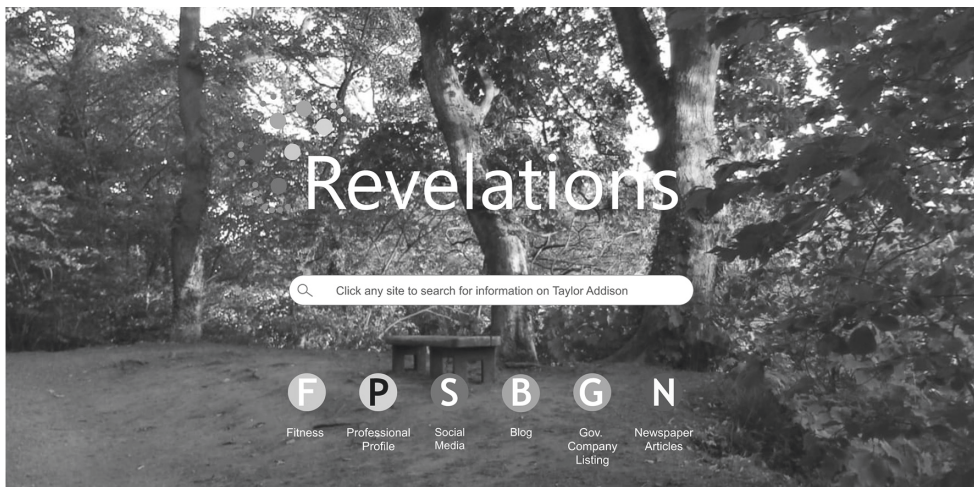 Revelations
Click any site to search for information on Taylor Addison
F P S B G N
Fitness
Professional
Profile
Social
Media
Blog
Gov.
Company
Listing
Newspaper
Articles